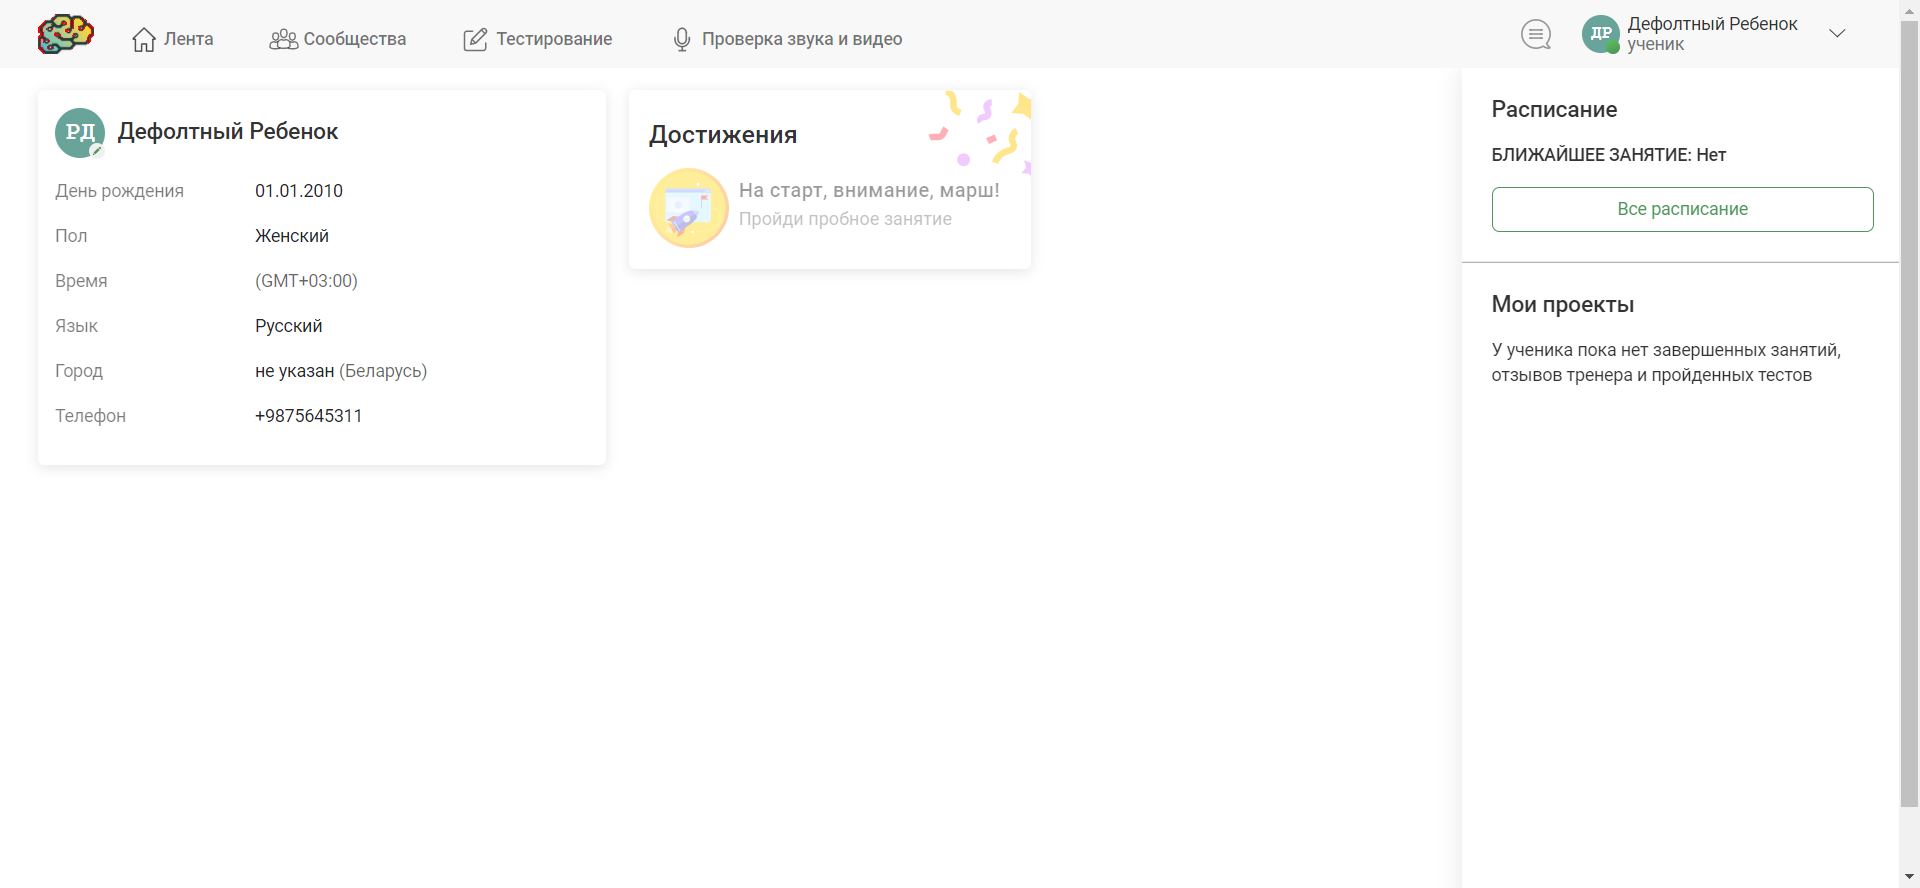 Лента
Сообщества
Тестирование
Проверка звука и видео
ДР
Дефолтный Ребенок
ученик
РД
Дефолтный Ребенок
День рождения 01.01.2010
Пол Женский
Время (GMT+03:00)
Язык Русский
Город не указан (Беларусь)
Телефон +9875645311
Достижения
На старт, внимание, марш!
Пройди пробное занятие
Расписание
БЛИЖАЙШЕЕ ЗАНЯТИЕ: Нет
Все расписание
Мои проекты
У ученика пока нет завершенных занятий,
отзывов тренера и пройденных тестов